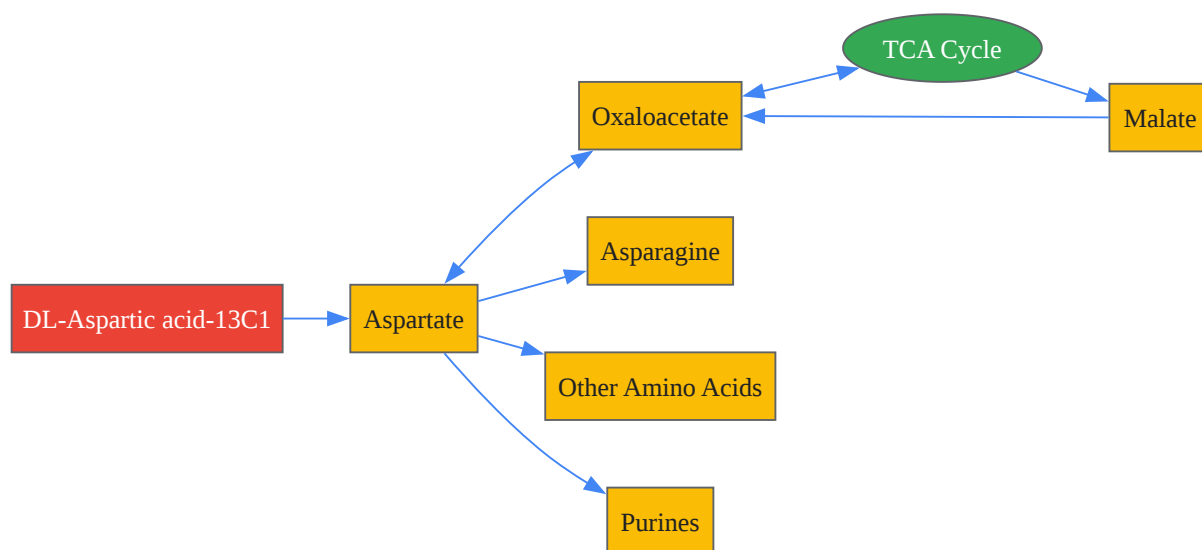 TCA Cycle
Oxaloacetate
Malate
Asparagine
DL-Aspartic acid-13C1
Aspartate
Other Amino Acids
Purines